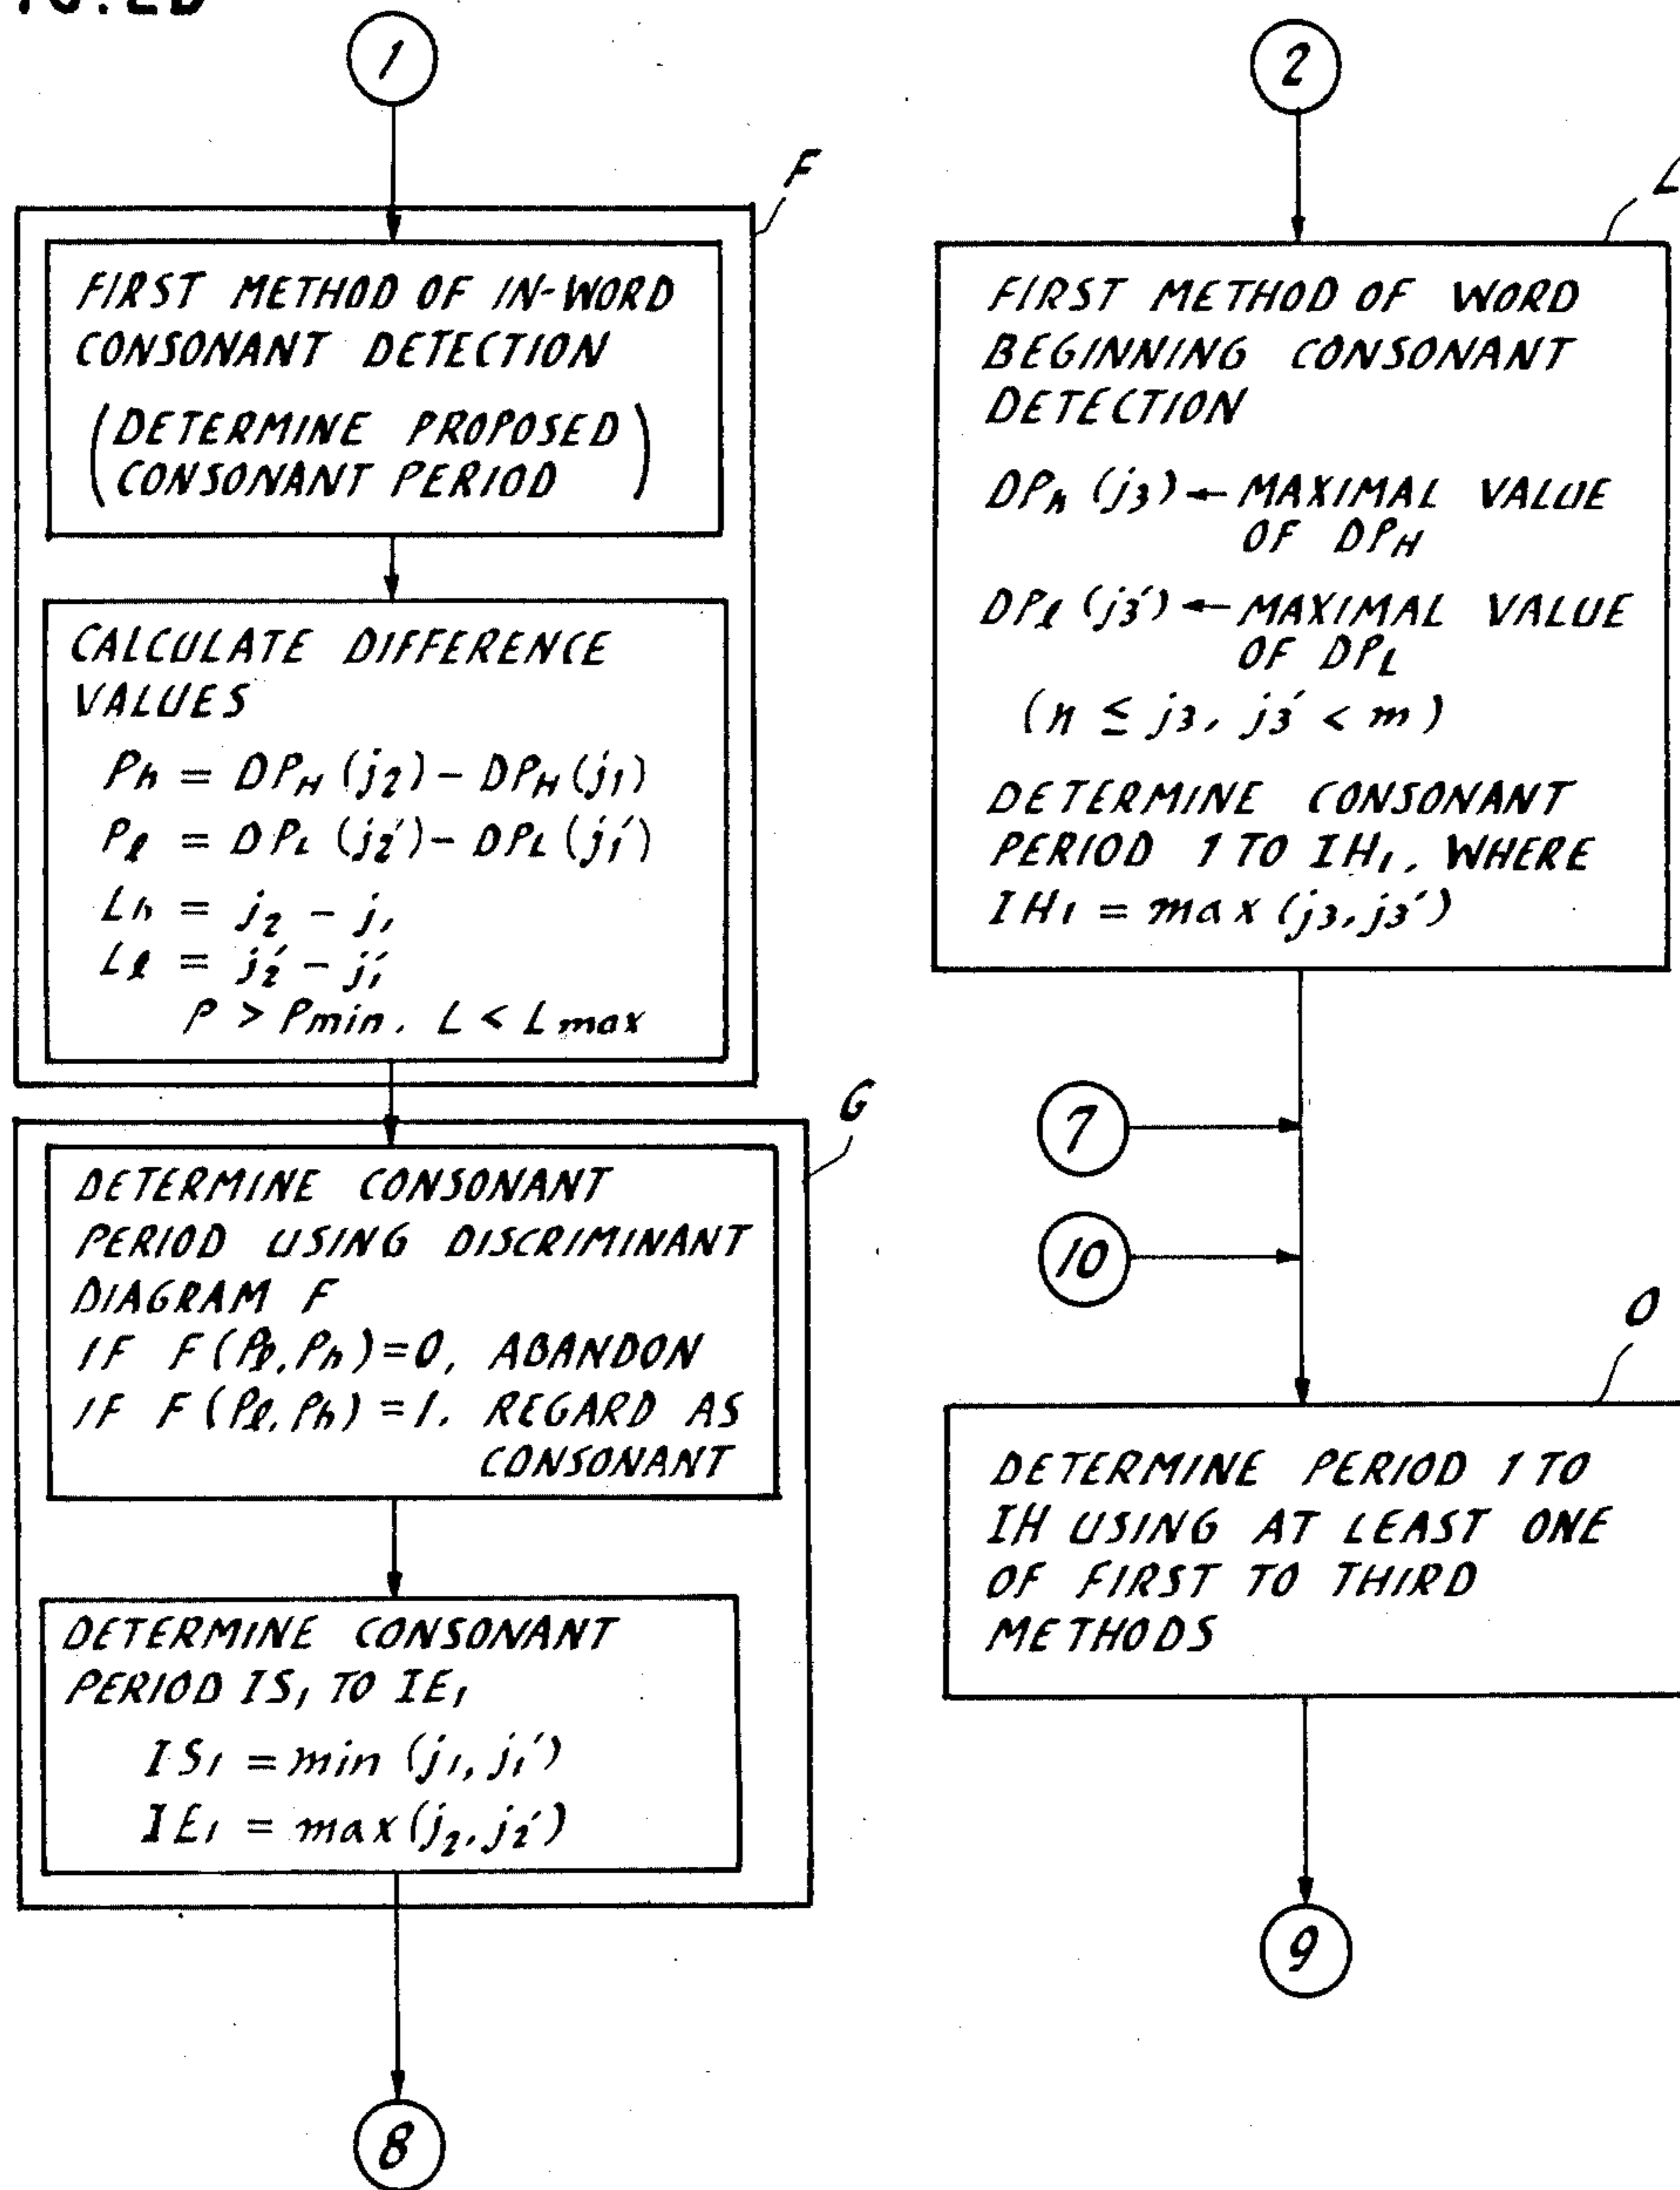 1
F
FIRST METHOD OF IN-WORD
CONSONANT DETECTION
(DETERMINE PROPOSED
CONSONANT PERIOD)
CALCULATE DIFFERENCE
VALUES
Ph = DPH (j2) - DPH (j1)
Pℓ = DPL (j2') - DPL (j1')
Lh = j2 - j1
Lℓ = j2' - j1'
P > Pmin, L < Lmax
G
DETERMINE CONSONANT
PERIOD USING DISCRIMINANT
DIAGRAM F
IF F(Pℓ, Ph) = 0, ABANDON
IF F(Pℓ, Ph) = 1, REGARD AS
CONSONANT
DETERMINE CONSONANT
PERIOD IS1 TO IE1
IS1 = min (j1, j1')
IE1 = max (j2, j2')
8
2
FIRST METHOD OF WORD
BEGINNING CONSONANT
DETECTION
DPh (j3) ← MAXIMAL VALUE
OF DPH
DPℓ (j3') ← MAXIMAL VALUE
OF DPL
(n ≤ j3, j3' < m)
DETERMINE CONSONANT
PERIOD 1 TO IH1, WHERE
IH1 = max (j3, j3')
7
10
O
DETERMINE PERIOD 1 TO
IH USING AT LEAST ONE
OF FIRST TO THIRD
METHODS
9